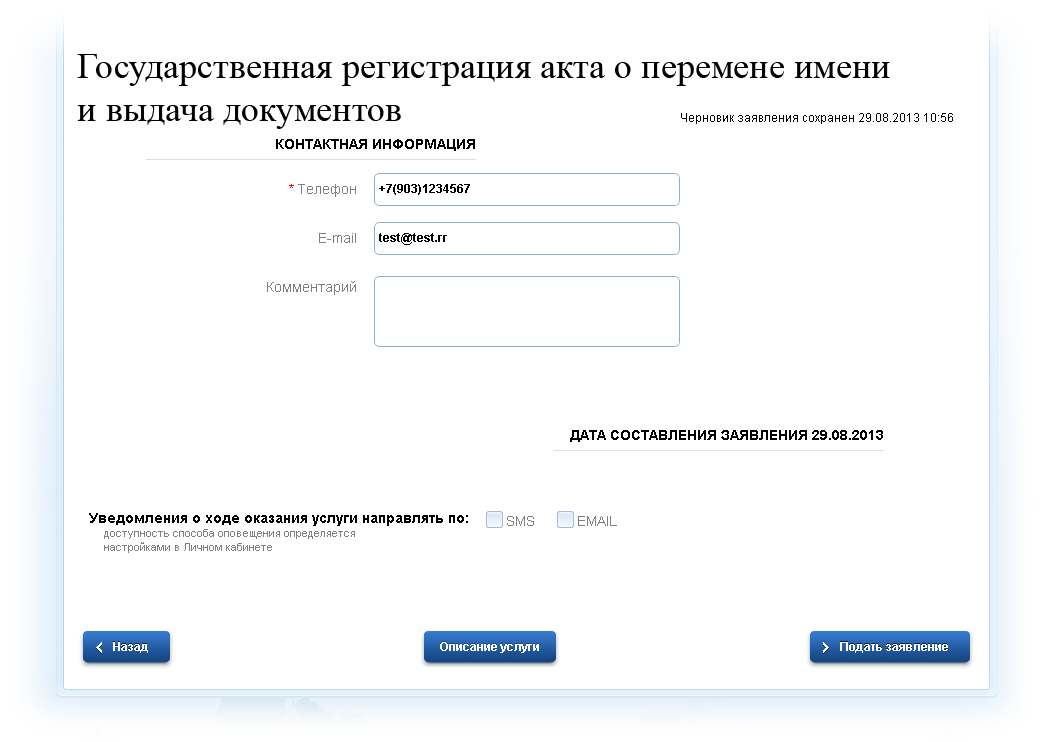 Государственная регистрация акта о перемене имени
и выдача документов
Черновик заявления сохранен 29.08.2013 10:56
КОНТАКТНАЯ ИНФОРМАЦИЯ
* Телефон +7(903)1234567
E-mail test@test.rr
Комментарий
ДАТА СОСТАВЛЕНИЯ ЗАЯВЛЕНИЯ 29.08.2013
Уведомления о ходе оказания услуги направлять по: SMS EMAIL
доступность способа оповещения определяется
настройками в Личном кабинете
Назад Описание услуги Подать заявление